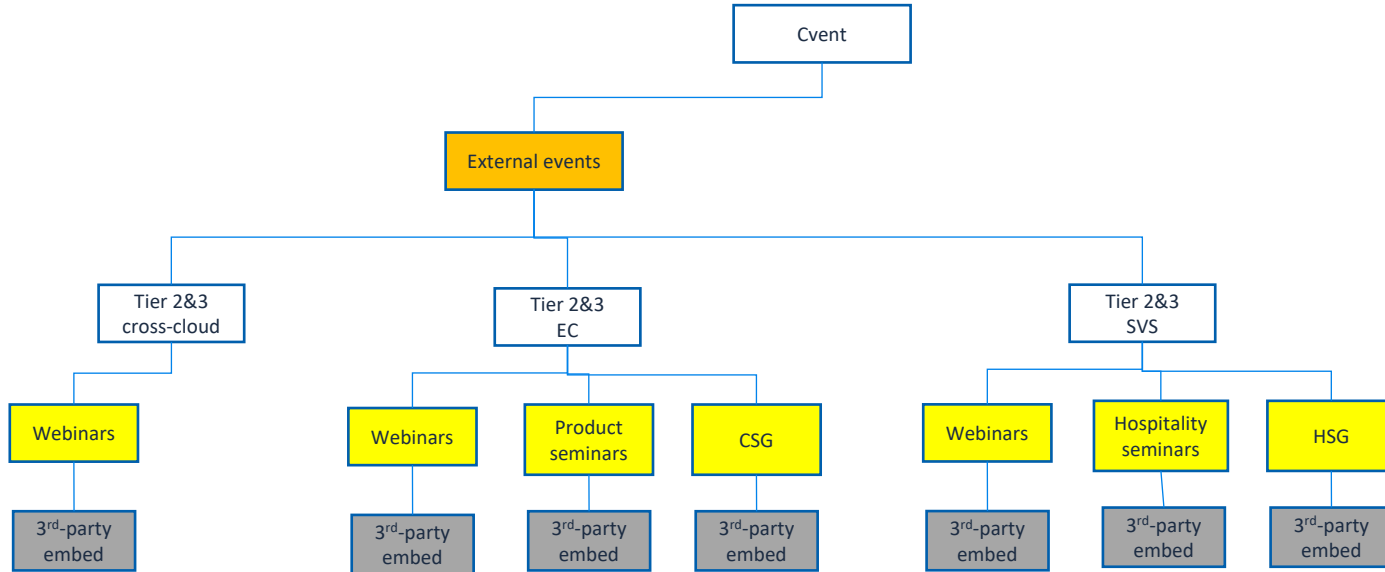 Cvent
External events
Tier 2&3
cross-cloud
Tier 2&3
EC
Tier 2&3
SVS
Webinars
Webinars
Product
seminars
CSG
Webinars
Hospitality
seminars
HSG
3rd-party
embed
3rd-party
embed
3rd-party
embed
3rd-party
embed
3rd-party
embed
3rd-party
embed
3rd-party
embed